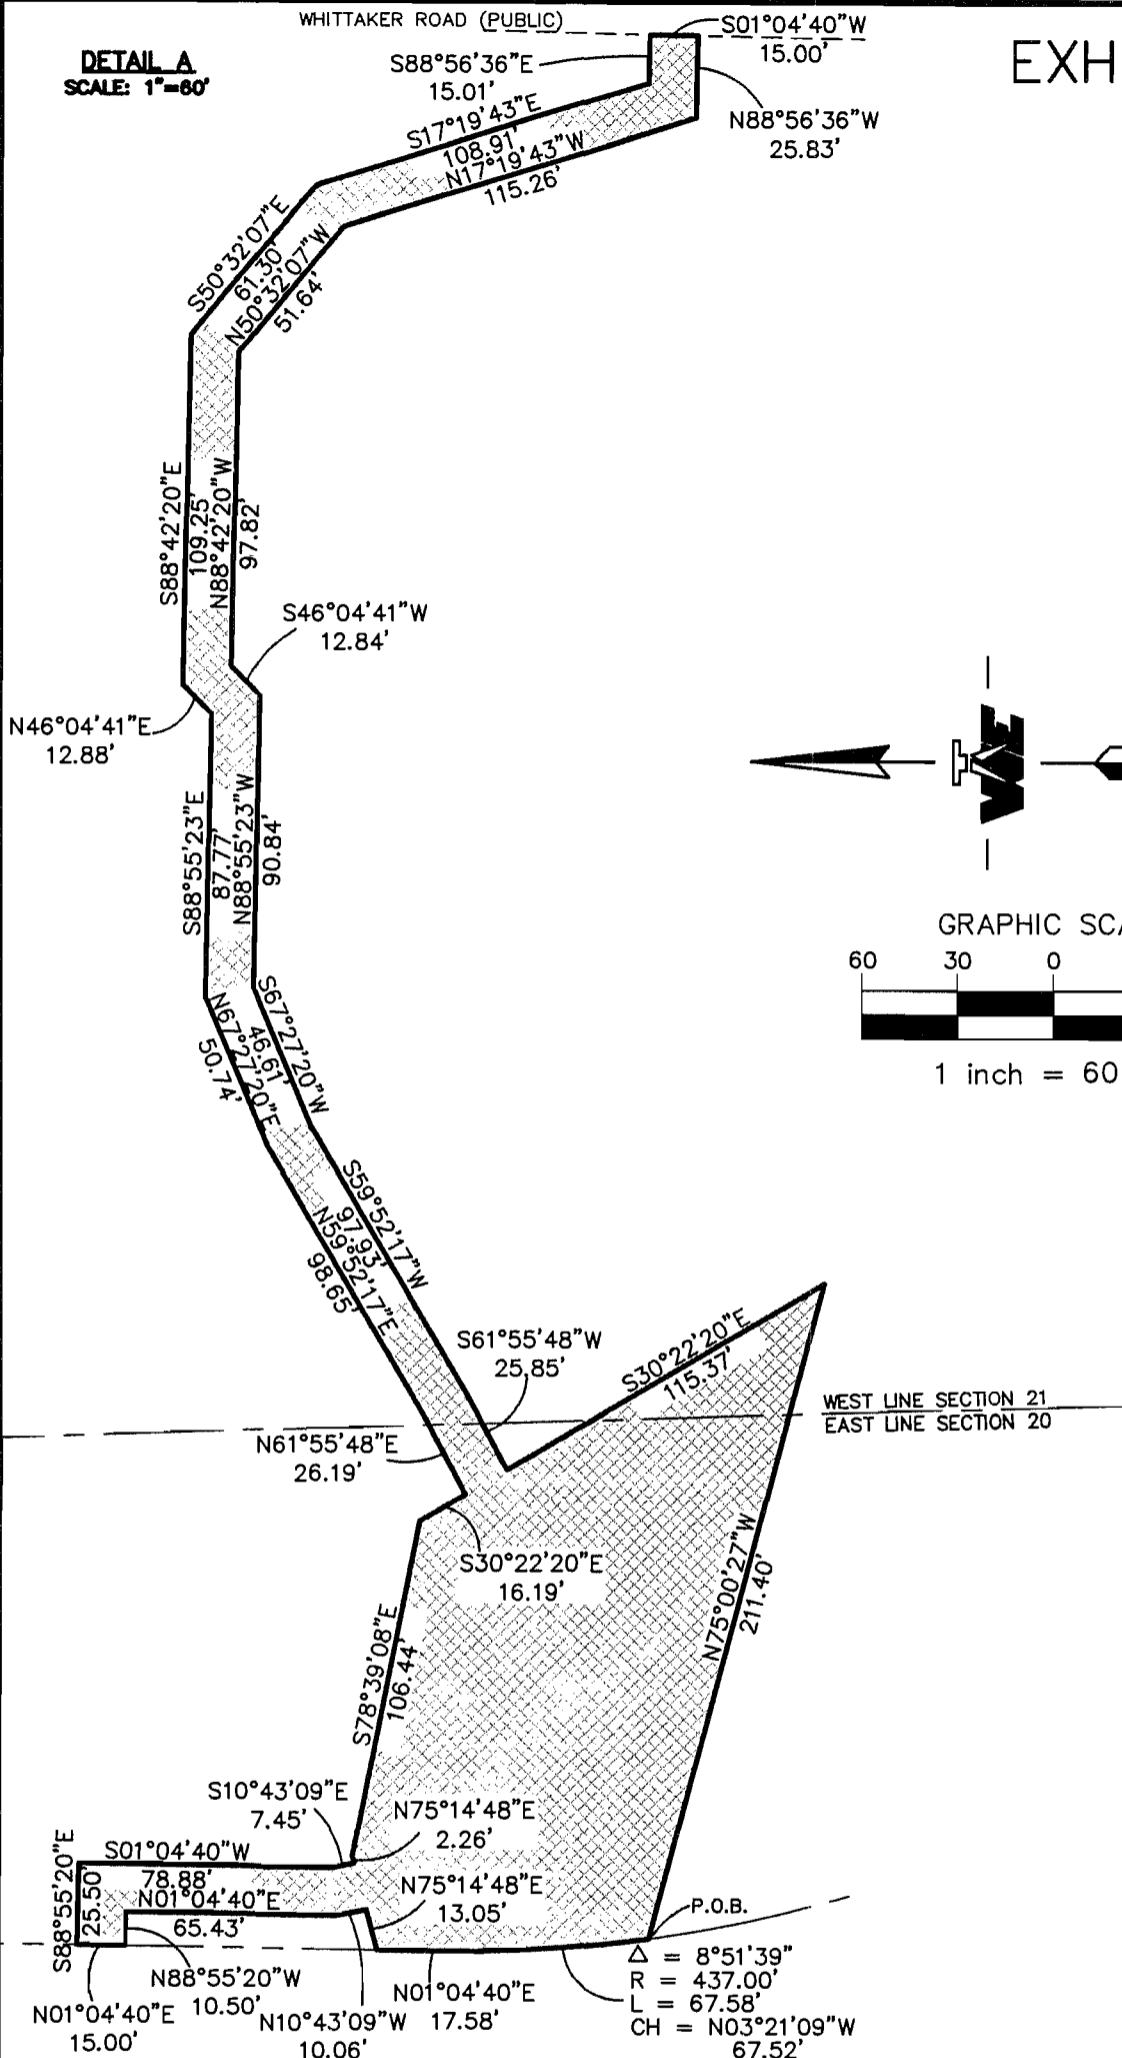 WHITTAKER ROAD (PUBLIC)
S01°04'40"W
15.00'
EXH
DETAIL A
SCALE: 1"=60'
S88°56'36"E
15.01'
N88°56'36"W
25.83'
S17°19'43"E
108.91'
N17°19'43"W
115.26'
S50°32'07"E
61.30'
N50°32'07"W
51.64'
S88°42'20"E
109.25'
N88°42'20"W
97.82'
S46°04'41"W
12.84'
N46°04'41"E
12.88'
S88°55'23"E
87.77'
N88°55'23"W
90.84'
GRAPHIC SCA
60 30 0
1 inch = 60
S67°27'20"W
46.61'
N67°27'20"E
50.74'
S59°52'17"W
97.93'
N59°52'17"E
98.65'
S61°55'48"W
25.85'
S30°22'20"E
115.37'
WEST LINE SECTION 21
EAST LINE SECTION 20
N61°55'48"E
26.19'
S30°22'20"E
16.19'
N75°00'27"W
211.40'
S78°39'08"E
106.44'
S10°43'09"E
7.45'
N75°14'48"E
2.26'
S01°04'40"W
78.88'
N01°04'40"E
65.43'
S88°55'20"E
25.50'
N75°14'48"E
13.05'
P.O.B.
Δ = 8°51'39"
R = 437.00'
L = 67.58'
CH = N03°21'09"W
67.52'
N88°55'20"W
10.50'
N01°04'40"E
17.58'
N01°04'40"E
15.00'
N10°43'09"W
10.06'